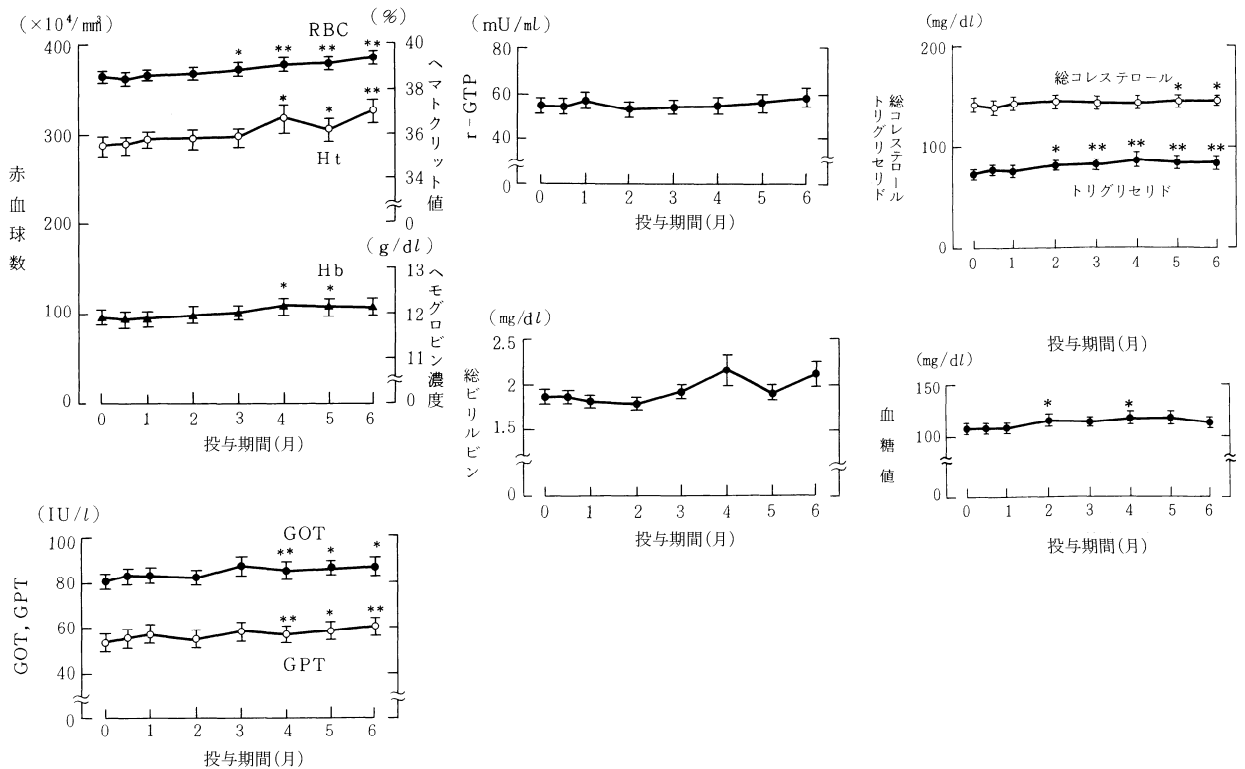 (×10⁴/㎣)
(%)
RBC
400
300
200
100
0
赤血球数
* ** ** **
* * **
Ht
40
38
36
34
0
ヘマトクリット値
(g/dl)
Hb
* *
13
12
11
0
ヘモグロビン濃度
0 1 2 3 4 5 6
投与期間(月)
(mU/ml)
80
60
40
0
r-GTP
0 1 2 3 4 5 6
投与期間(月)
(mg/dl)
200
100
0
総コレステロール
トリグリセリド
総コレステロール
* *
* ** ** ** **
トリグリセリド
0 1 2 3 4 5 6
投与期間(月)
(mg/dl)
2.5
2
1.5
0
総ビリルビン
0 1 2 3 4 5 6
投与期間(月)
(mg/dl)
150
100
0
血糖値
* *
0 1 2 3 4 5 6
投与期間(月)
(IU/l)
100
80
60
40
0
GOT, GPT
GOT
** * *
** * **
GPT
0 1 2 3 4 5 6
投与期間(月)